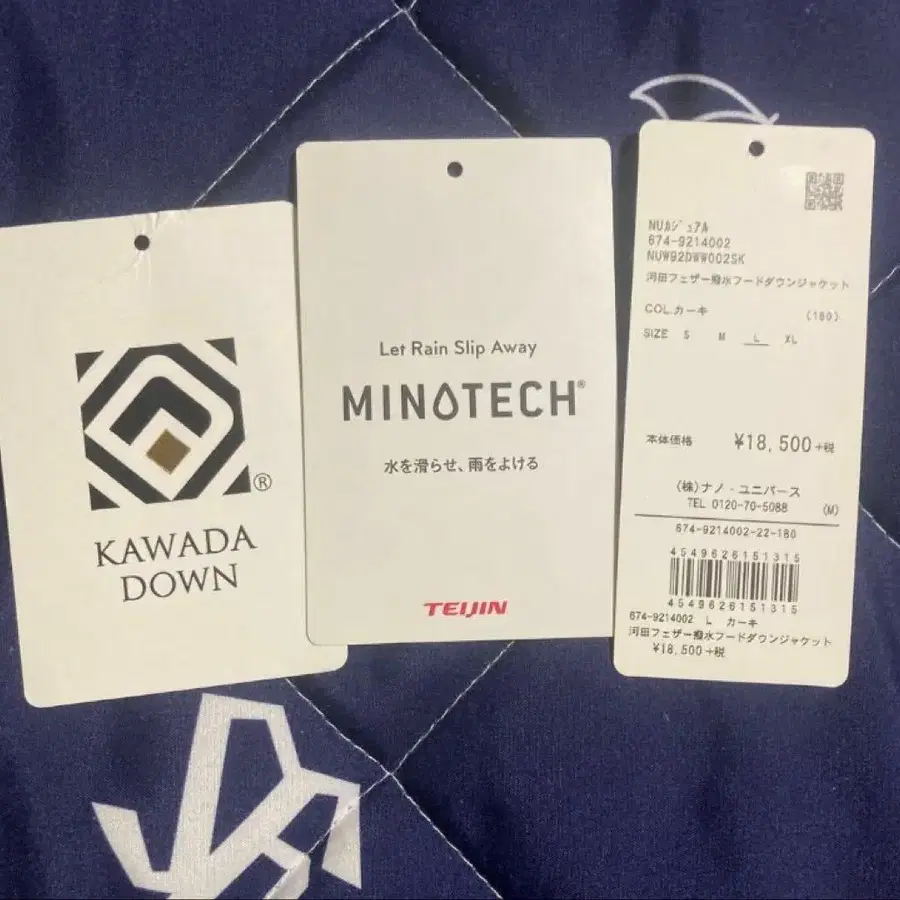 KAWADA
DOWN
®
Let Rain Slip Away
MINOTECH®
水を滑らせ、雨をよける
TEIJIN
NUカジュアル
674-9214002
NUW92DWW002SK
河田フェザー撥水フードダウンジャケット
COL.カーキ (180)
SIZE S M L XL
本体価格 ¥18,500+税
(株)ナノ・ユニバース
TEL 0120-70-5088 (M)
674-9214002-22-180
4549626151315
4549626151315
674-9214002 L カーキ
河田フェザー撥水フードダウンジャケット
¥18,500+税